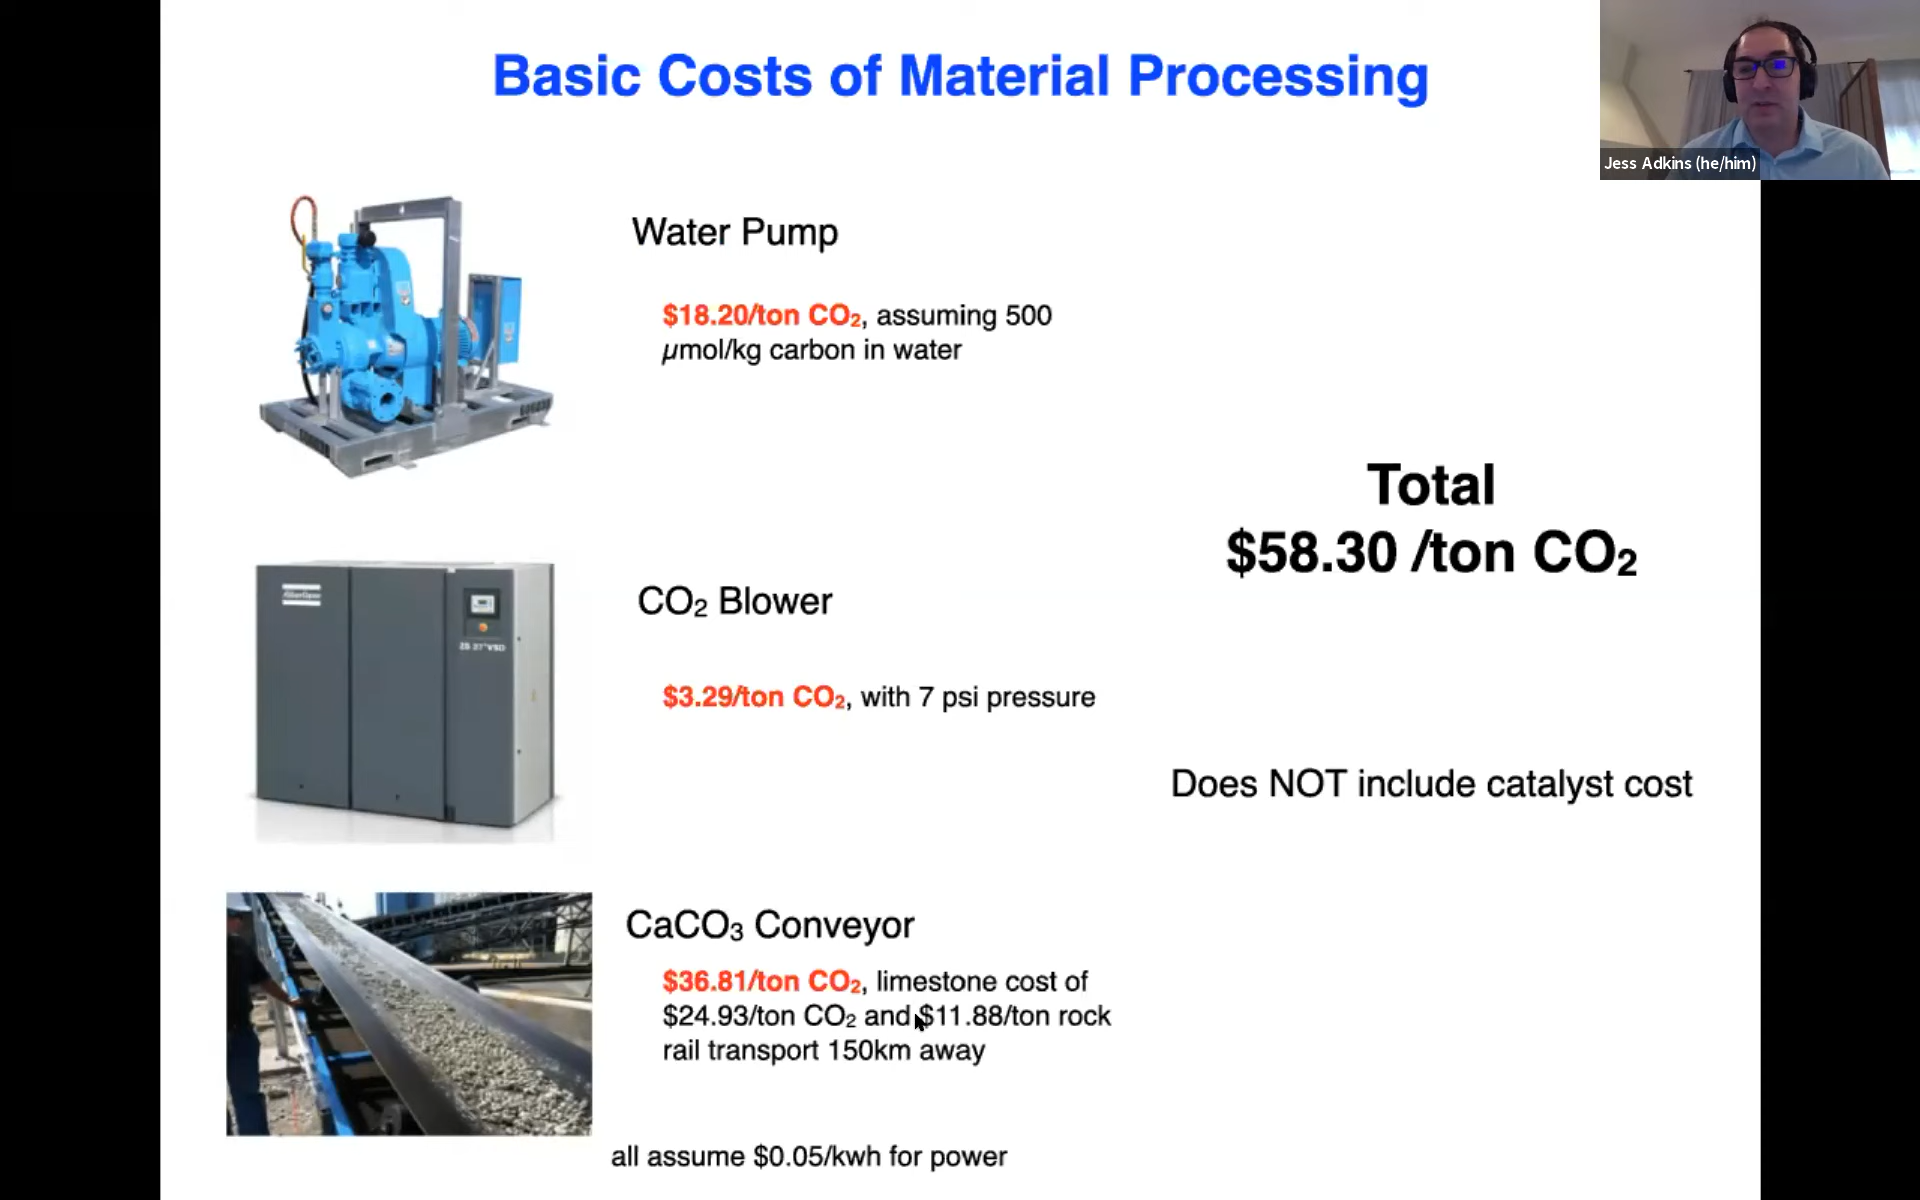 Basic Costs of Material Processing
Jess Adkins (he/him)
Water Pump
$18.20/ton CO₂, assuming 500
µmol/kg carbon in water
Total
$58.30 /ton CO₂
CO₂ Blower
$3.29/ton CO₂, with 7 psi pressure
Does NOT include catalyst cost
CaCO₃ Conveyor
$36.81/ton CO₂, limestone cost of
$24.93/ton CO₂ and $11.88/ton rock
rail transport 150km away
all assume $0.05/kwh for power